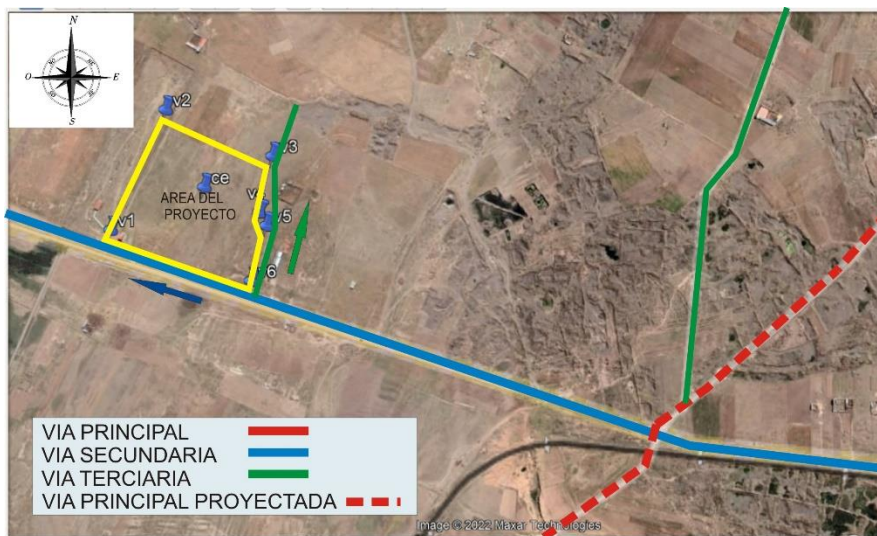 N
O
E
S
v2
v3
ce
AREA DEL
PROYECTO
v5
v1
6
VIA PRINCIPAL
VIA SECUNDARIA
VIA TERCIARIA
VIA PRINCIPAL PROYECTADA
Image © 2022 Maxar Technologies